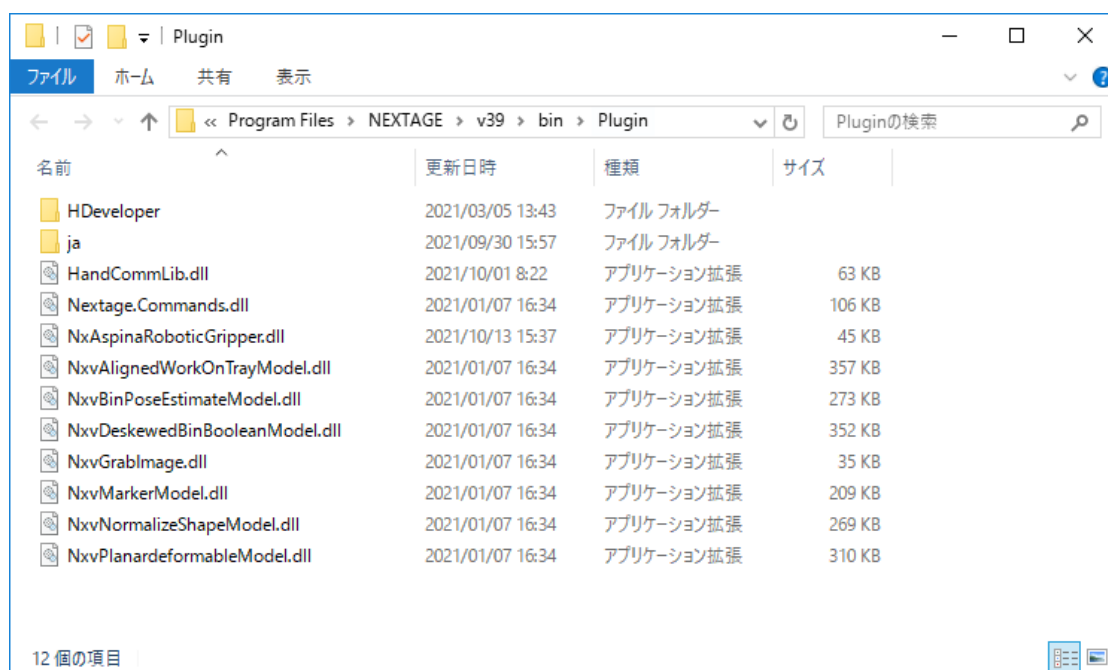 Plugin
ファイル ホーム 共有 表示
« Program Files > NEXTAGE > v39 > bin > Plugin Pluginの検索
名前 更新日時 種類 サイズ
HDeveloper 2021/03/05 13:43 ファイル フォルダー
ja 2021/09/30 15:57 ファイル フォルダー
HandCommLib.dll 2021/10/01 8:22 アプリケーション拡張 63 KB
Nextage.Commands.dll 2021/01/07 16:34 アプリケーション拡張 106 KB
NxAspinaRoboticGripper.dll 2021/10/13 15:37 アプリケーション拡張 45 KB
NxvAlignedWorkOnTrayModel.dll 2021/01/07 16:34 アプリケーション拡張 357 KB
NxvBinPoseEstimateModel.dll 2021/01/07 16:34 アプリケーション拡張 273 KB
NxvDeskewedBinBooleanModel.dll 2021/01/07 16:34 アプリケーション拡張 352 KB
NxvGrabImage.dll 2021/01/07 16:34 アプリケーション拡張 35 KB
NxvMarkerModel.dll 2021/01/07 16:34 アプリケーション拡張 209 KB
NxvNormalizeShapeModel.dll 2021/01/07 16:34 アプリケーション拡張 269 KB
NxvPlanardeformableModel.dll 2021/01/07 16:34 アプリケーション拡張 310 KB
12 個の項目